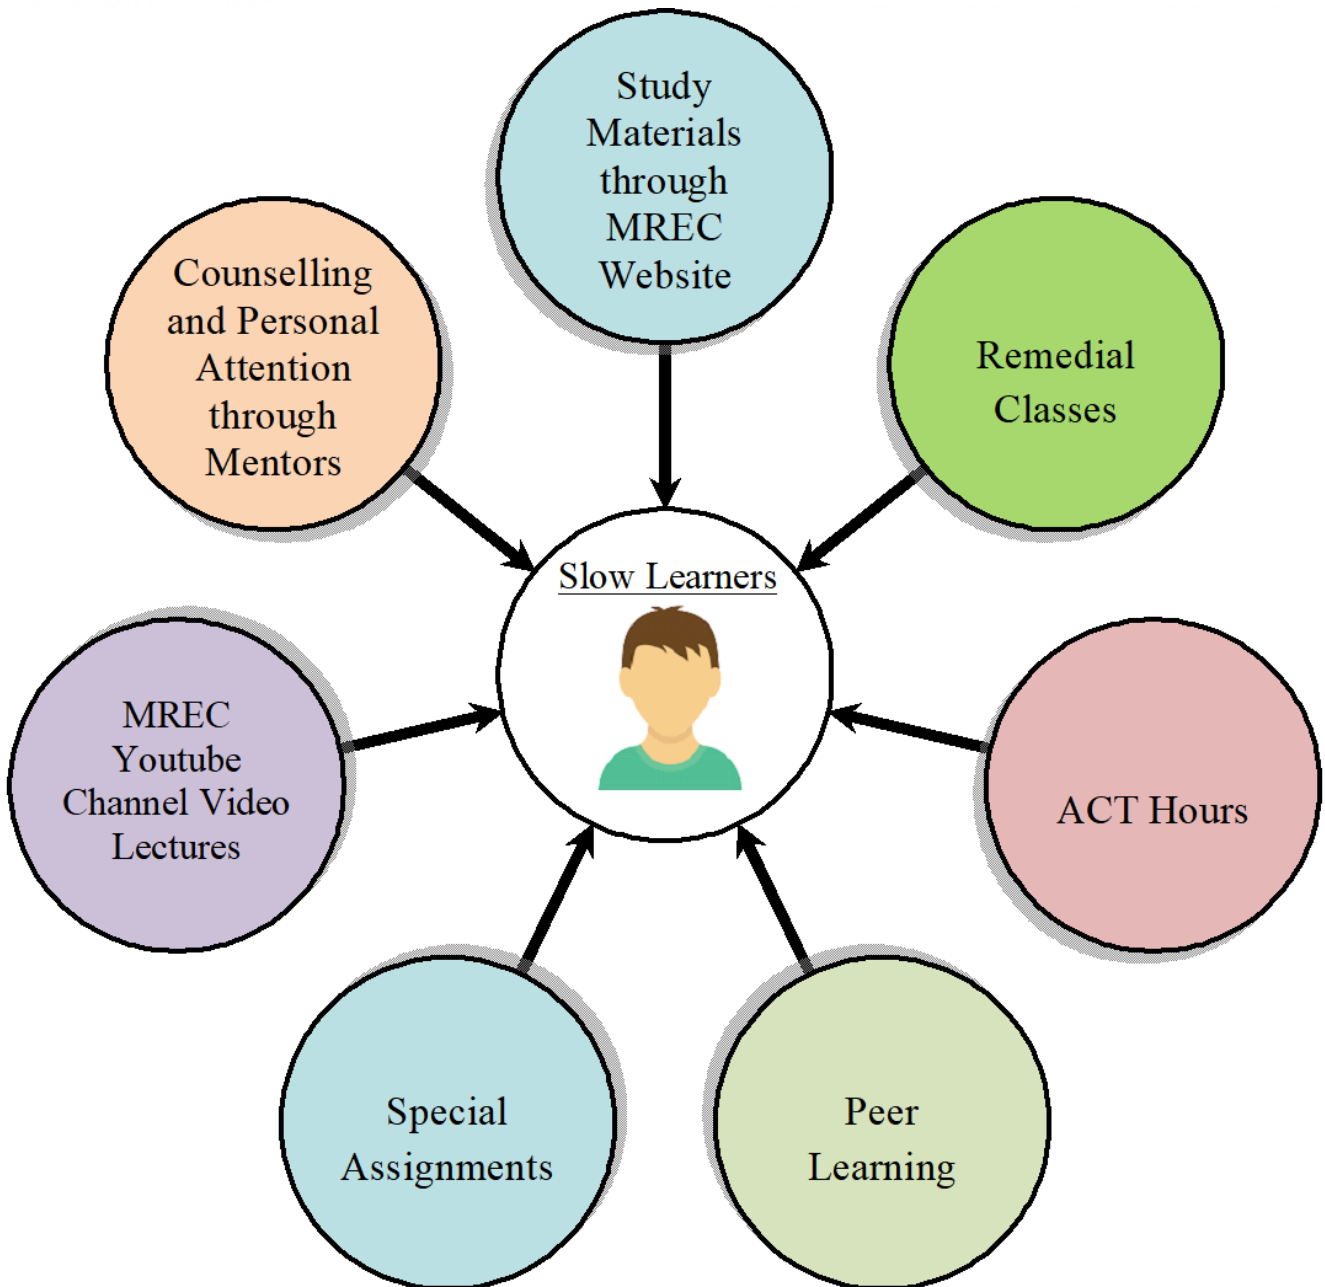 Study
Materials
through
MREC
Website
Remedial
Classes
ACT Hours
Peer
Learning
Special
Assignments
MREC
Youtube
Channel Video
Lectures
Counselling
and Personal
Attention
through
Mentors
Slow Learners